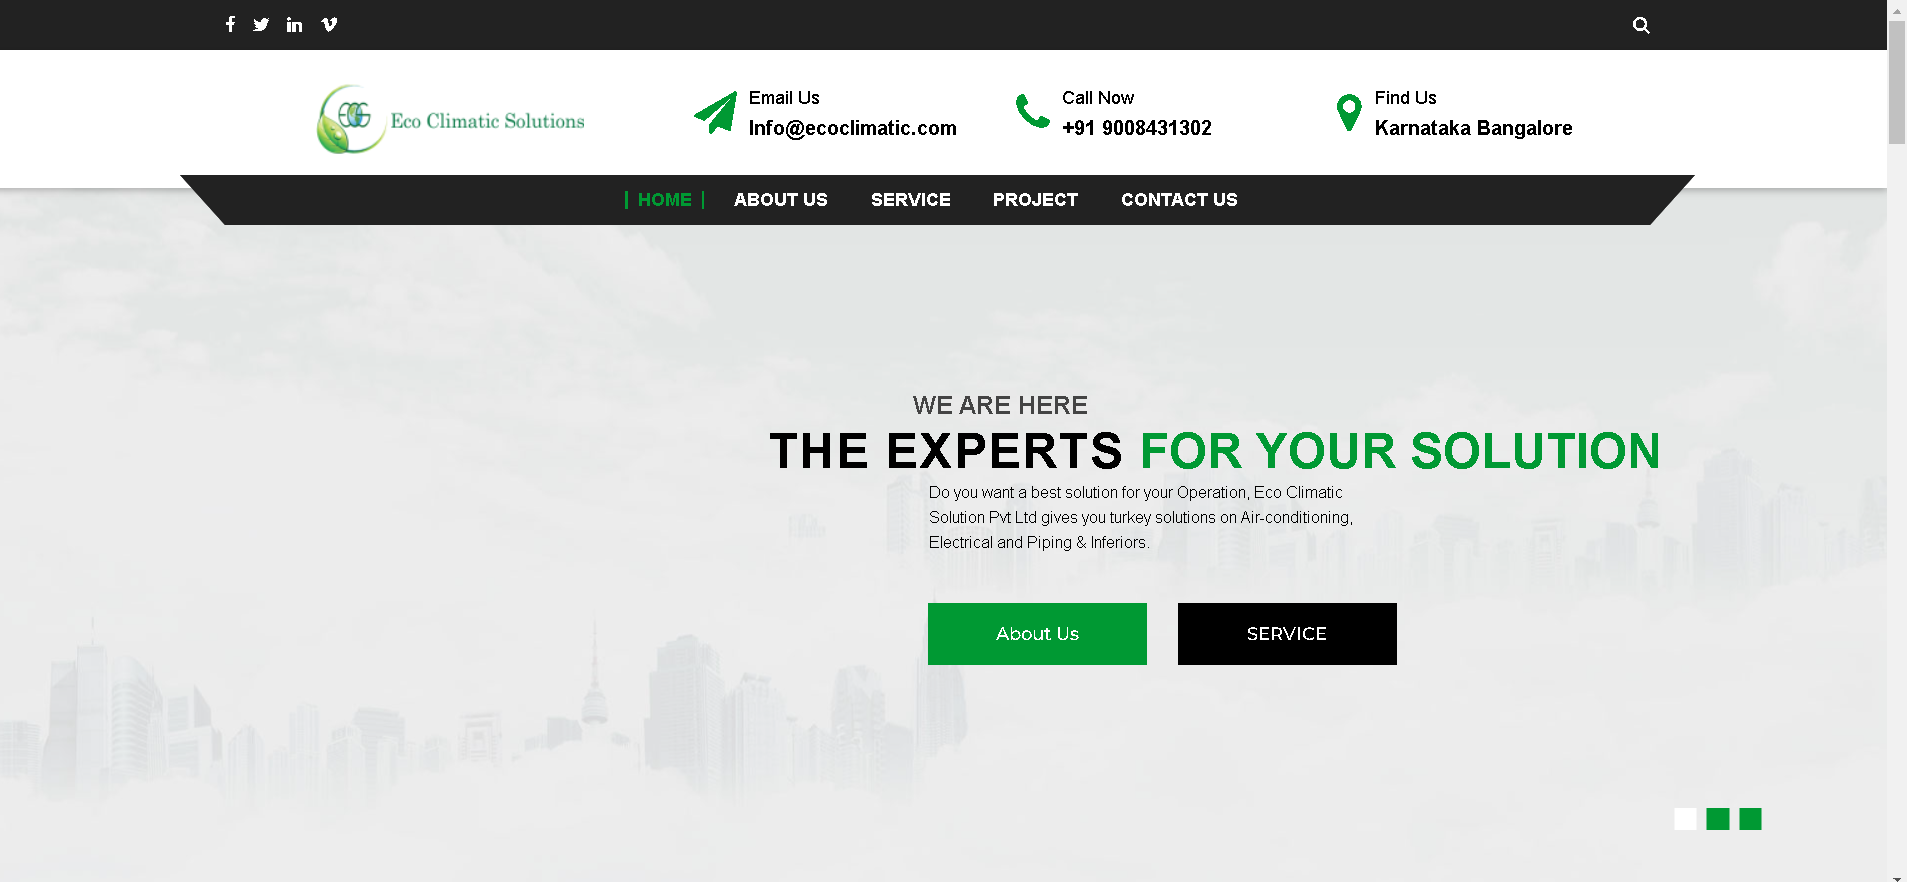 Eco Climatic Solutions
Email Us
Info@ecoclimatic.com
Call Now
+91 9008431302
Find Us
Karnataka Bangalore
HOME
ABOUT US
SERVICE
PROJECT
CONTACT US
WE ARE HERE
THE EXPERTS FOR YOUR SOLUTION
Do you want a best solution for your Operation, Eco Climatic
Solution Pvt Ltd gives you turkey solutions on Air-conditioning,
Electrical and Piping & Inferiors.
About Us
SERVICE